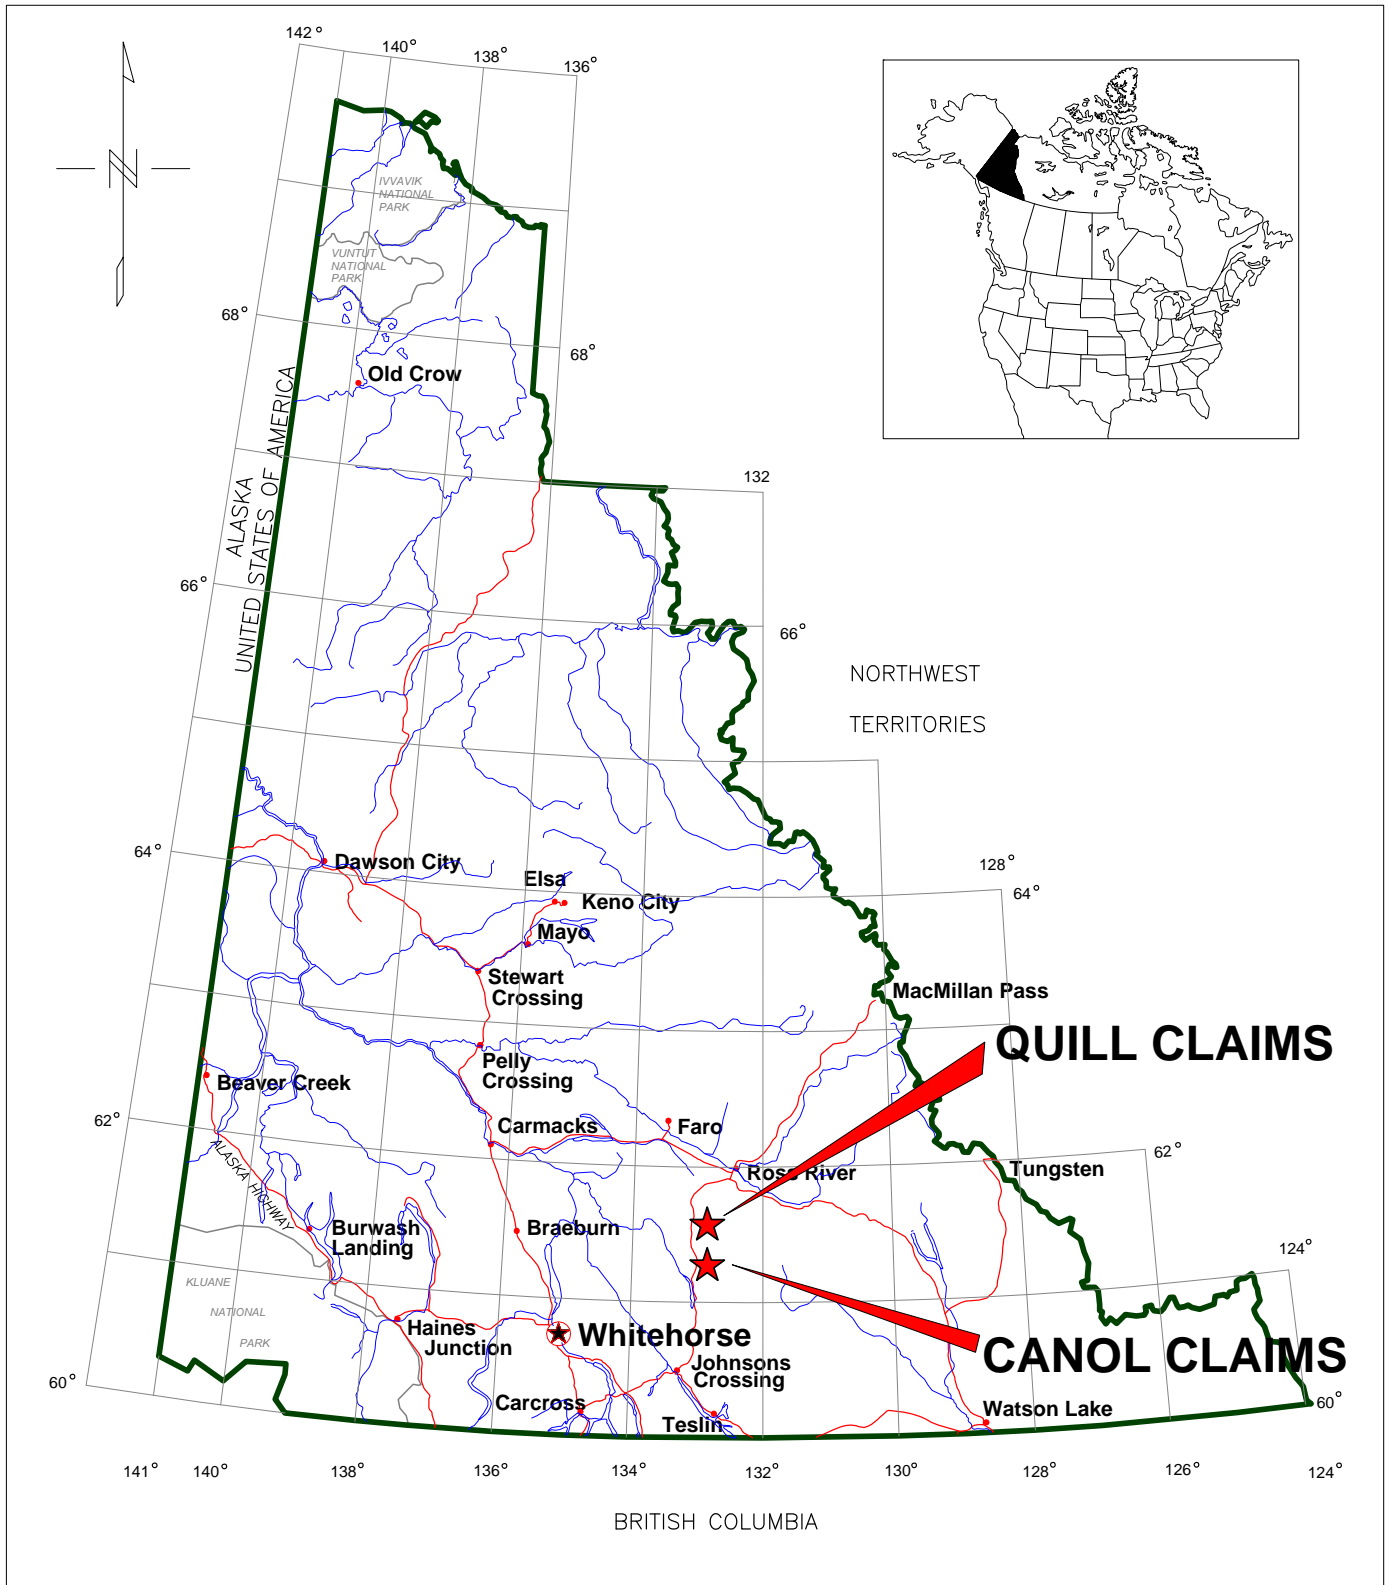 142°
140°
138°
136°
N
IVVAVIK
NATIONAL
PARK
VUNTUT
NATIONAL
PARK
68°
68°
Old Crow
ALASKA
UNITED STATES OF AMERICA
132
66°
66°
NORTHWEST
TERRITORIES
64°
Dawson City
Elsa
Keno City
Mayo
128°
64°
Stewart
Crossing
MacMillan Pass
QUILL CLAIMS
Pelly
Crossing
Beaver Creek
62°
Carmacks
Faro
62°
ALASKA HIGHWAY
Ross River
Tungsten
Burwash
Landing
Braeburn
124°
KLUANE
NATIONAL
PARK
Haines
Junction
Whitehorse
CANOL CLAIMS
Johnsons
Crossing
60°
Carcross
Teslin
Watson Lake
60°
141°
140°
138°
136°
134°
132°
130°
128°
126°
124°
BRITISH COLUMBIA